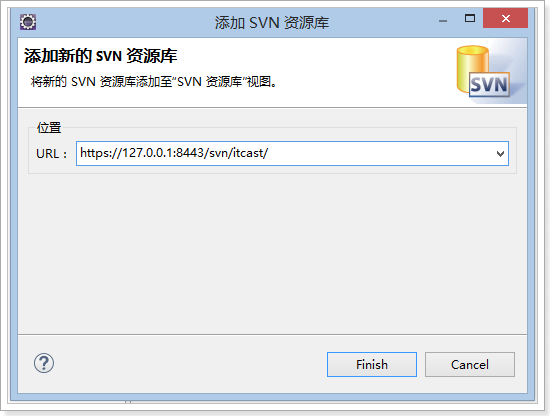 添加 SVN 资源库
添加新的 SVN 资源库
将新的 SVN 资源库添加至“SVN 资源库”视图。
SVN
位置
URL： https://127.0.0.1:8443/svn/itcast/
?
Finish Cancel